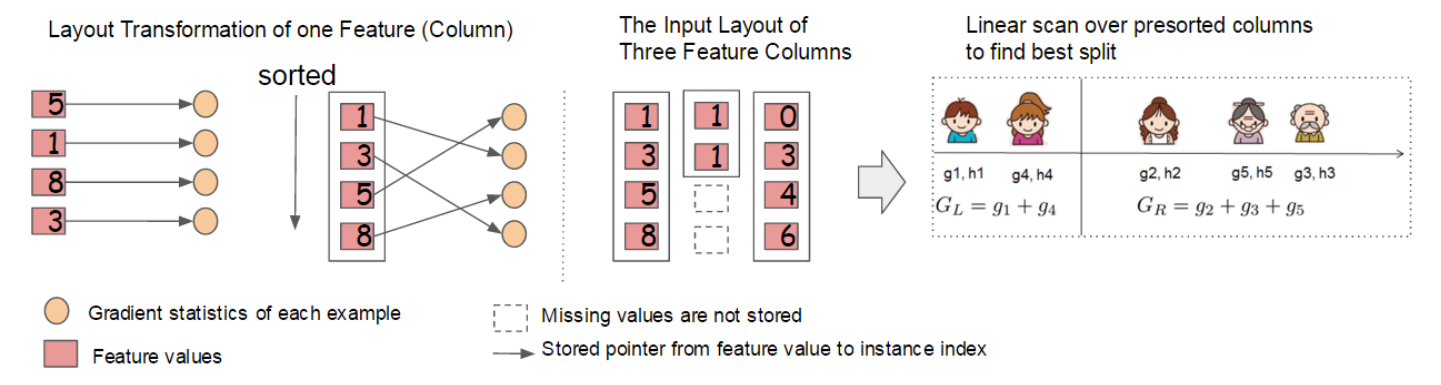 Layout Transformation of one Feature (Column)
The Input Layout of
Three Feature Columns
Linear scan over presorted columns
to find best split
sorted
5
1
8
3
1
3
5
8
1
3
5
8
1
1
0
3
4
6
g1, h1
g4, h4
g2, h2
g5, h5
g3, h3
G_L = g_1 + g_4
G_R = g_2 + g_3 + g_5
Gradient statistics of each example
Feature values
Missing values are not stored
Stored pointer from feature value to instance index